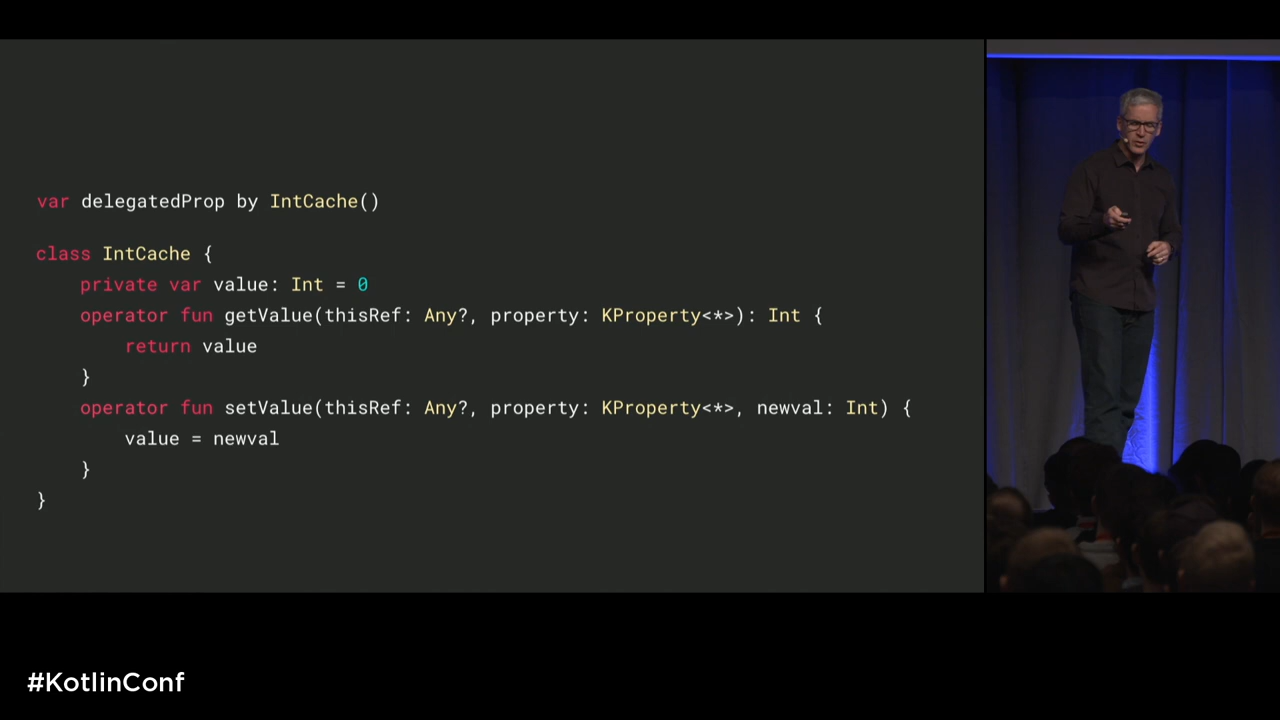 var delegatedProp by IntCache()
class IntCache {
    private var value: Int = 0
    operator fun getValue(thisRef: Any?, property: KProperty<*>): Int {
        return value
    }
    operator fun setValue(thisRef: Any?, property: KProperty<*>, newval: Int) {
        value = newval
    }
}
#KotlinConf